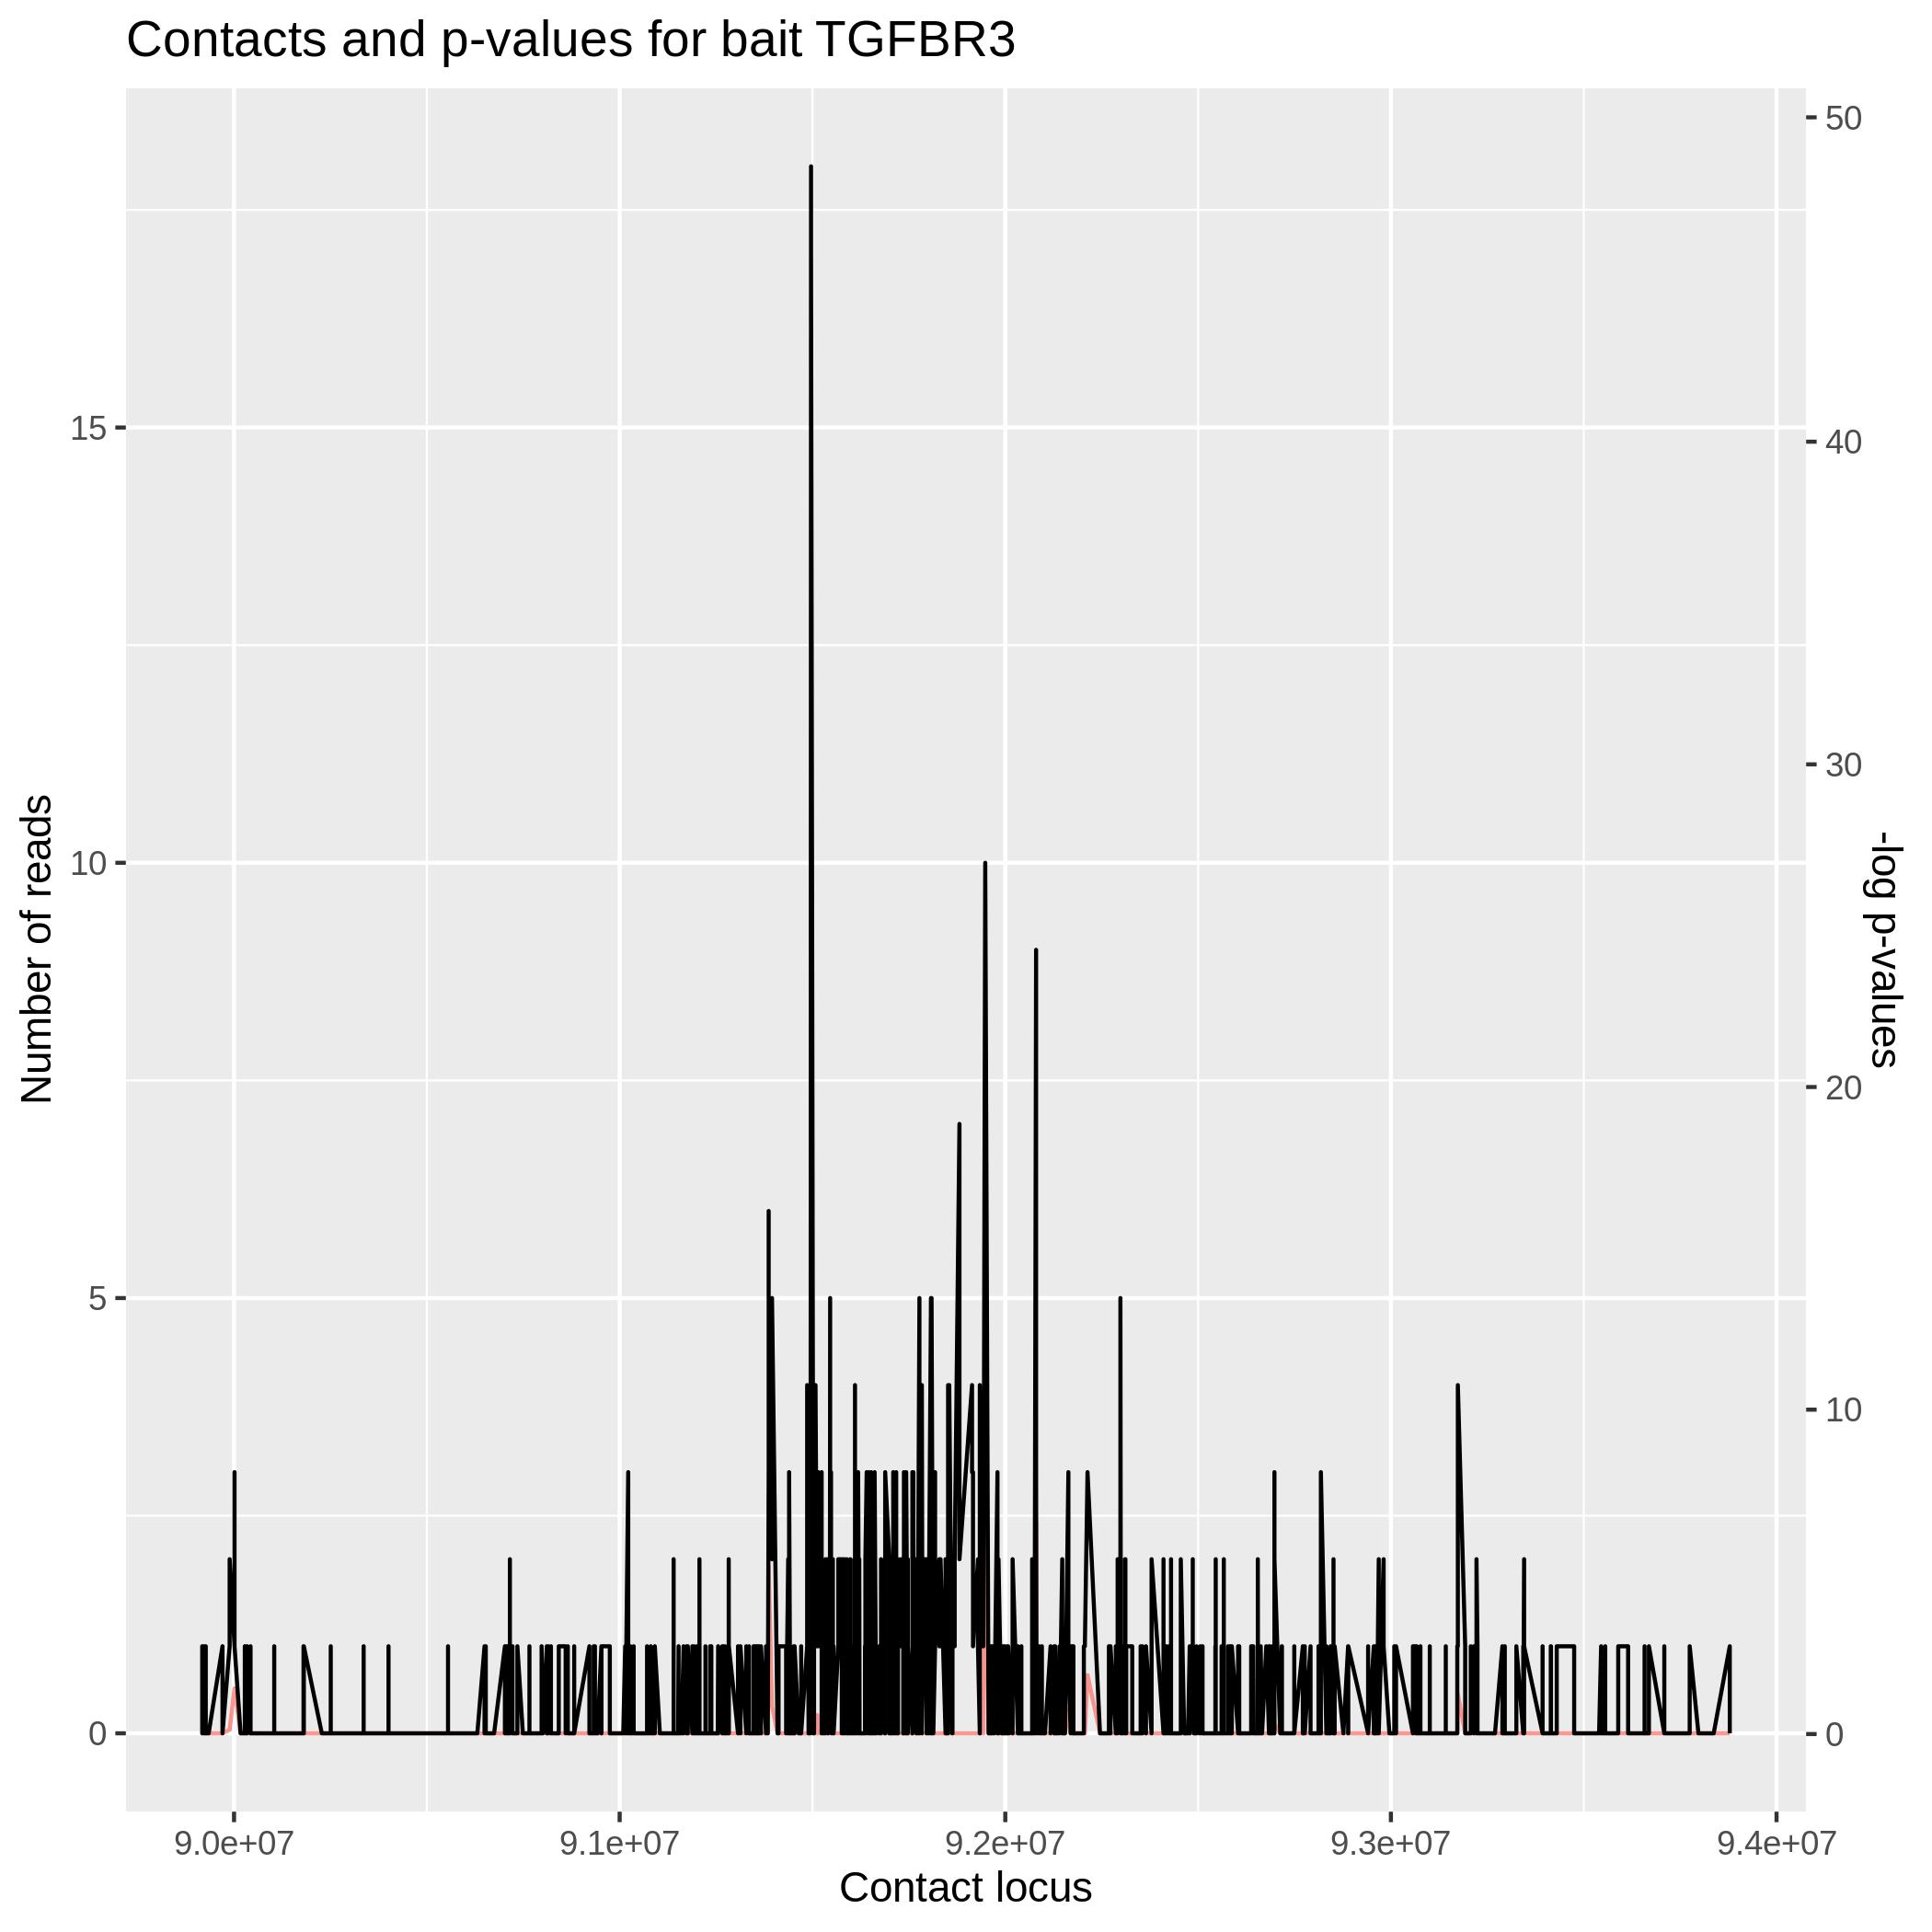 Contacts and p-values for bait TGFBR3
Number of reads
15
10
5
0
50
40
30
20
10
0
-log p-values
9.0e+07 9.1e+07 9.2e+07 9.3e+07 9.4e+07
Contact locus